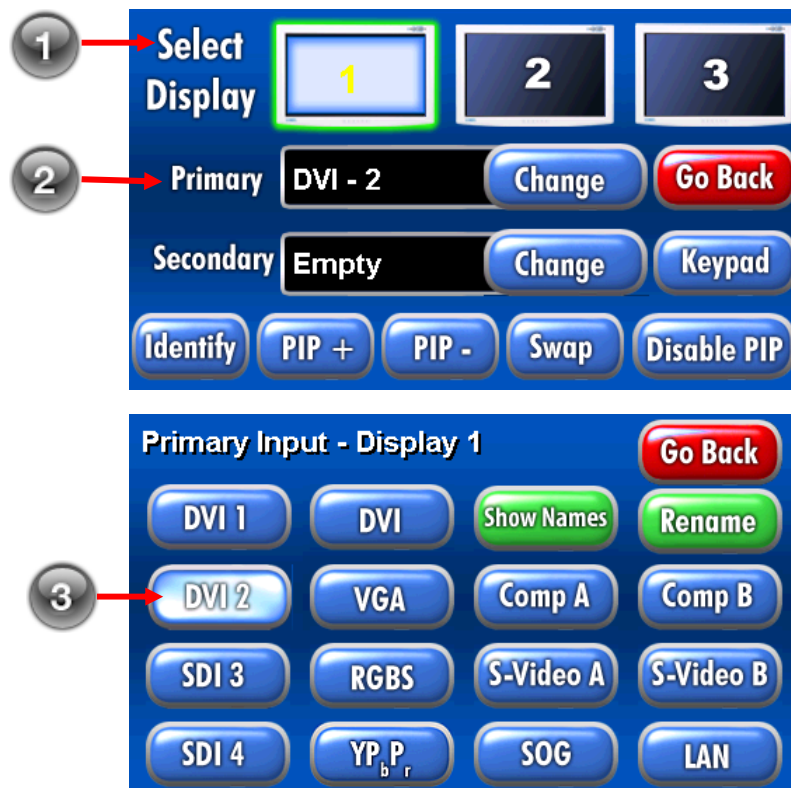 1 Select Display 1 2 3
2 Primary DVI - 2 Change Go Back
Secondary Empty Change Keypad
Identify PIP + PIP - Swap Disable PIP
Primary Input - Display 1 Go Back
DVI 1 DVI Show Names Rename
3 DVI 2 VGA Comp A Comp B
SDI 3 RGBS S-Video A S-Video B
SDI 4 YPbPr SOG LAN